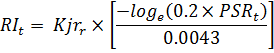 RI_t = Kjr_r × [ -log_e(0.2 × PSR_t) / 0.0043 ]